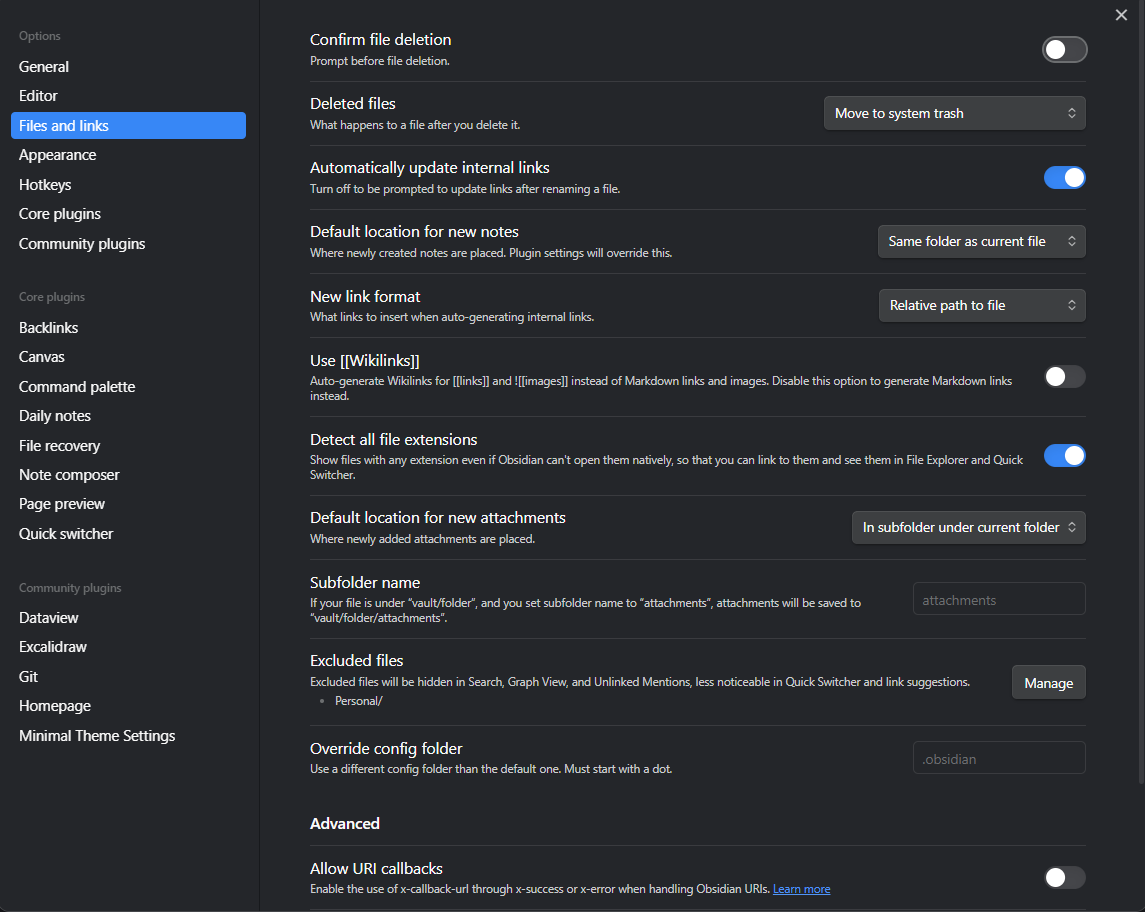 Options
General
Editor
Files and links
Appearance
Hotkeys
Core plugins
Community plugins
Core plugins
Backlinks
Canvas
Command palette
Daily notes
File recovery
Note composer
Page preview
Quick switcher
Community plugins
Dataview
Excalidraw
Git
Homepage
Minimal Theme Settings
Confirm file deletion
Prompt before file deletion.
Deleted files
What happens to a file after you delete it.
Move to system trash
Automatically update internal links
Turn off to be prompted to update links after renaming a file.
Default location for new notes
Where newly created notes are placed. Plugin settings will override this.
Same folder as current file
New link format
What links to insert when auto-generating internal links.
Relative path to file
Use [[Wikilinks]]
Auto-generate Wikilinks for [[links]] and ![[images]] instead of Markdown links and images. Disable this option to generate Markdown links
instead.
Detect all file extensions
Show files with any extension even if Obsidian can't open them natively, so that you can link to them and see them in File Explorer and Quick
Switcher.
Default location for new attachments
Where newly added attachments are placed.
In subfolder under current folder
Subfolder name
If your file is under “vault/folder”, and you set subfolder name to “attachments”, attachments will be saved to
“vault/folder/attachments”.
attachments
Excluded files
Excluded files will be hidden in Search, Graph View, and Unlinked Mentions, less noticeable in Quick Switcher and link suggestions.
• Personal/
Manage
Override config folder
Use a different config folder than the default one. Must start with a dot.
.obsidian
Advanced
Allow URI callbacks
Enable the use of x-callback-url through x-success or x-error when handling Obsidian URIs. Learn more